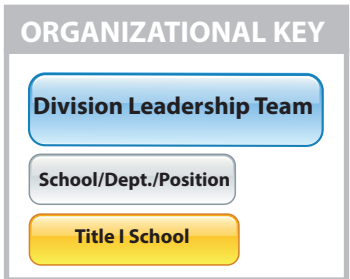 ORGANIZATIONAL KEY
Division Leadership Team
School/Dept./Position
Title I School